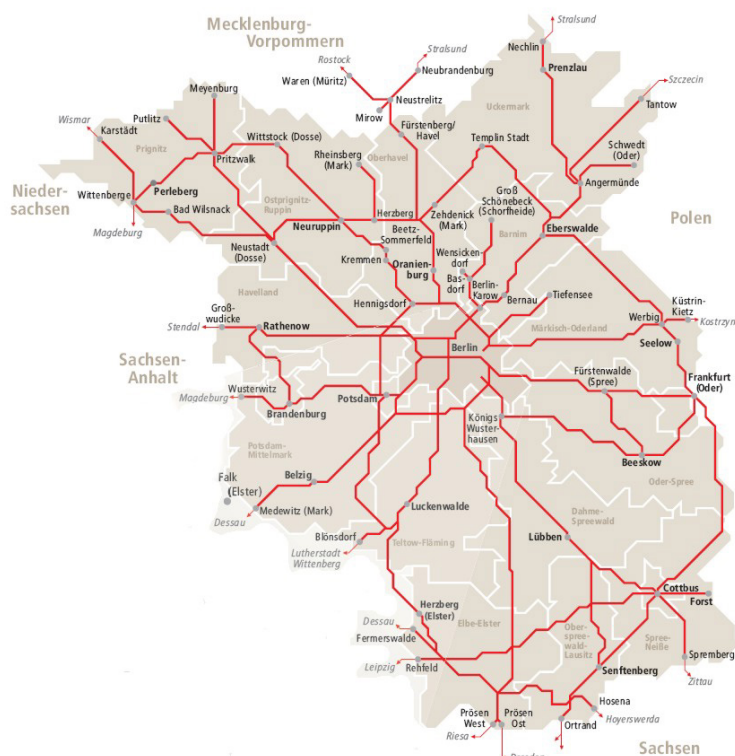 Mecklenburg-
Vorpommern
Stralsund
Nechlin
Stralsund
Rostock
Neubrandenburg
Waren (Müritz)
Prenzlau
Szczecin
Meyenburg
Neustrelitz
Uckermark
Tantow
Mirow
Wismar
Putlitz
Karstädt
Fürstenberg/
Havel
Templin Stadt
Prignitz
Wittstock (Dosse)
Rheinsberg
(Mark)
Oberhavel
Schwedt
(Oder)
Pritzwalk
Perleberg
Groß
Schönebeck
(Schorfheide)
Angermünde
Nieder-
sachsen
Wittenberge
Bad Wilsnack
Ostprignitz-
Ruppin
Neuruppin
Herzberg
Zehdenick
(Mark)
Polen
Magdeburg
Beetz-
Sommerfeld
Barnim
Eberswalde
Neustadt
(Dosse)
Kremmen
Oranien-
burg
Wensicken-
dorf
Bas-
dorf
Berlin-
Karow
Bernau
Tiefensee
Havelland
Hennigsdorf
Küstrin-
Kietz
Groß-
wudicke
Werbig
Kostrzyn
Stendal
Rathenow
Märkisch-Oderland
Seelow
Berlin
Sachsen-
Anhalt
Fürstenwalde
(Spree)
Frankfurt
(Oder)
Wusterwitz
Magdeburg
Potsdam
Brandenburg
Königs
Wuster-
hausen
Potsdam-
Mittelmark
Beeskow
Falk
(Elster)
Belzig
Oder-Spree
Medewitz (Mark)
Luckenwalde
Dahme-
Spreewald
Dessau
Blönsdorf
Teltow-Fläming
Lübben
Lutherstadt
Wittenberg
Cottbus
Forst
Herzberg
(Elster)
Dessau
Fermerswalde
Elbe-Elster
Ober-
spree-
wald-
Lausitz
Spree-
Neiße
Spremberg
Leipzig
Rehfeld
Senftenberg
Zittau
Hosena
Prösen
West
Prösen
Ost
Ortrand
Hoyerswerda
Riesa
Sachsen